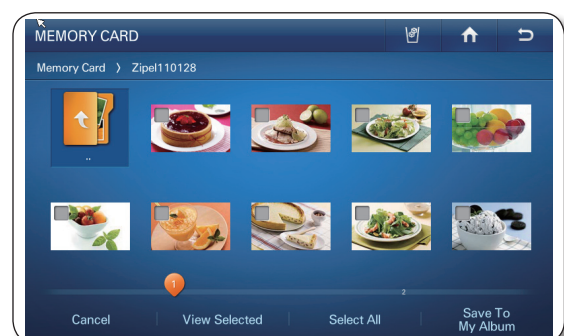 MEMORY CARD
Memory Card 〉 Zipel110128
..
1
2
Cancel
View Selected
Select All
Save To
My Album